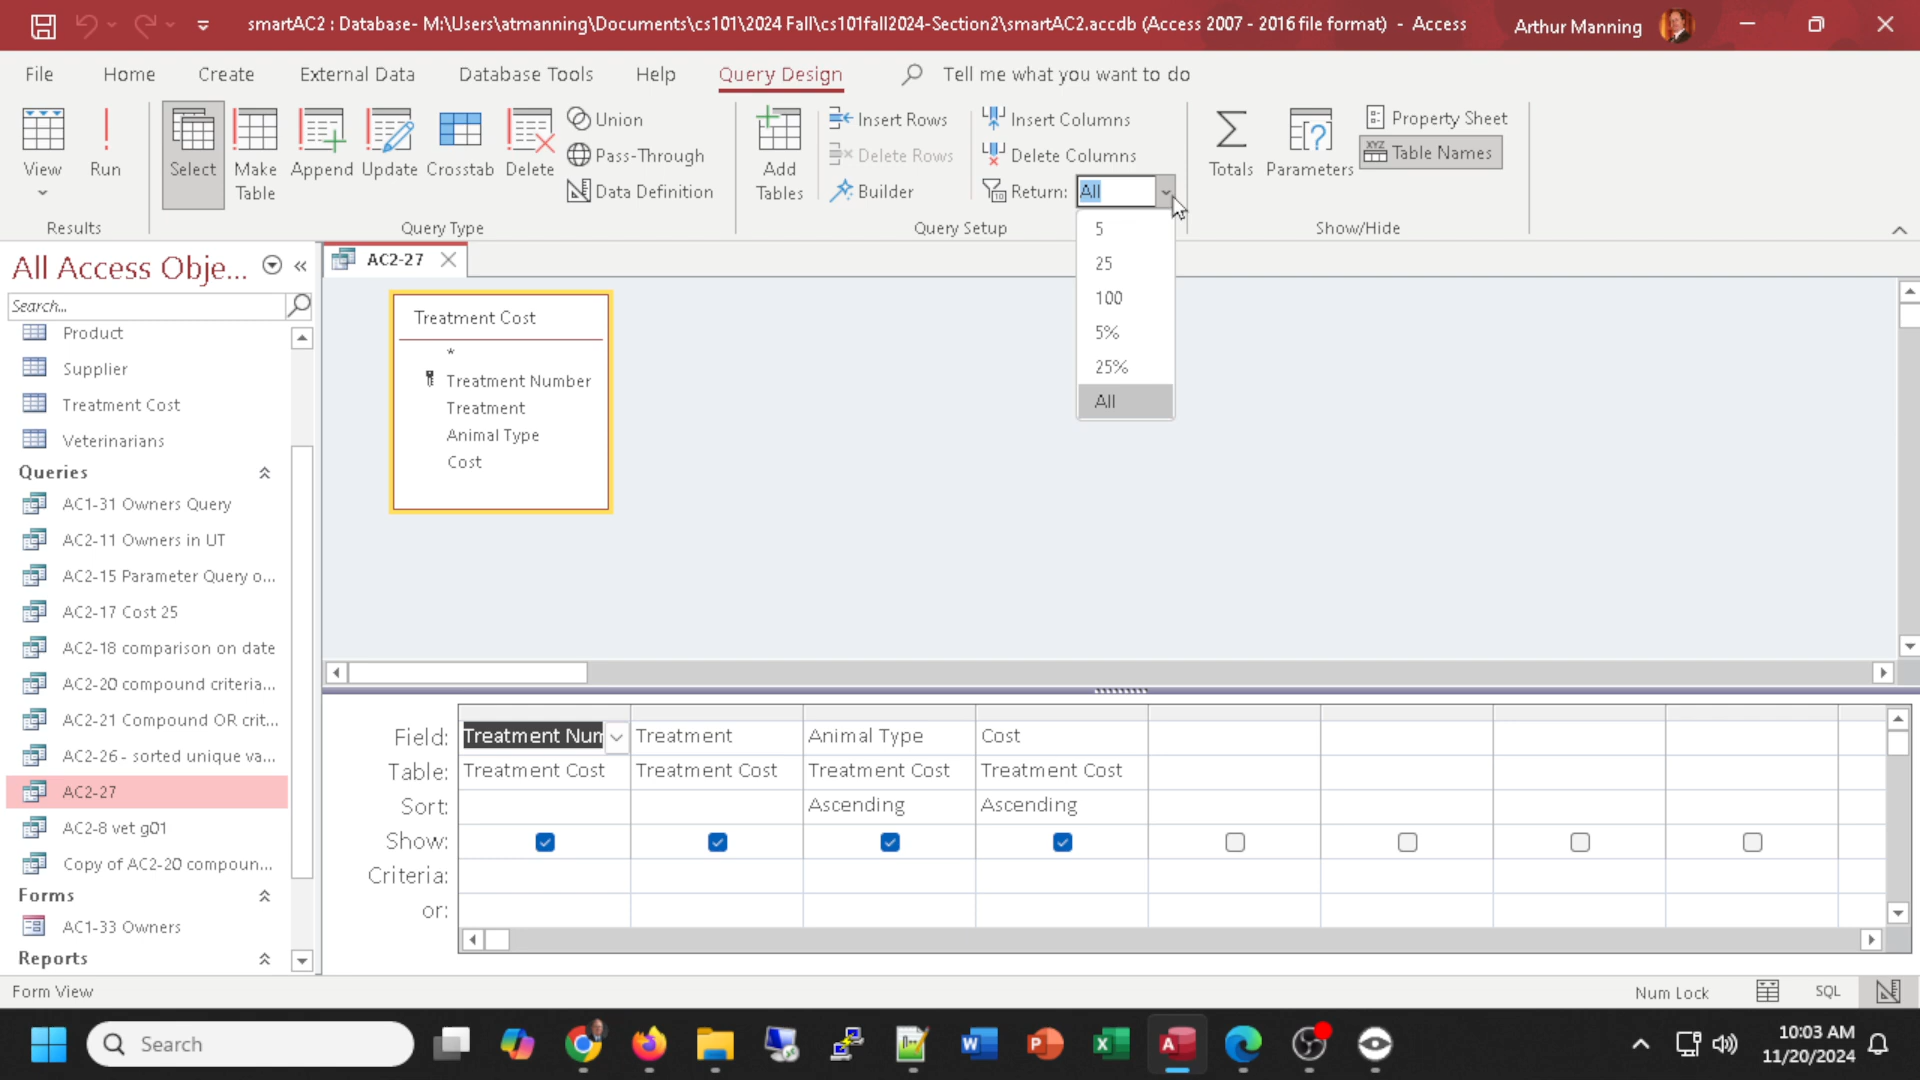 smartAC2 : Database- M:\Users\atmanning\Documents\cs101\2024 Fall\cs101fall2024-Section2\smartAC2.accdb (Access 2007 - 2016 file format) - Access
Arthur Manning
File Home Create External Data Database Tools Help Query Design Tell me what you want to do
View
Run
Results
Select
Make Table
Append
Update
Crosstab
Delete
Union
Pass-Through
Data Definition
Query Type
Add Tables
Insert Rows
Delete Rows
Builder
Insert Columns
Delete Columns
Return: All
Query Setup
5
25
100
5%
25%
All
Totals
Parameters
Property Sheet
XYZ Table Names
Show/Hide
All Access Obje...
Search...
Product
Supplier
Treatment Cost
Veterinarians
Queries
AC1-31 Owners Query
AC2-11 Owners in UT
AC2-15 Parameter Query o...
AC2-17 Cost 25
AC2-18 comparison on date
AC2-20 compound criteria...
AC2-21 Compound OR crit...
AC2-26 - sorted unique va...
AC2-27
AC2-8 vet g01
Copy of AC2-20 compoun...
Forms
AC1-33 Owners
Reports
AC2-27
Treatment Cost
*
Treatment Number
Treatment
Animal Type
Cost
Field: Treatment Num Treatment Animal Type Cost
Table: Treatment Cost Treatment Cost Treatment Cost Treatment Cost
Sort: Ascending Ascending
Show:
Criteria:
or:
Form View
Num Lock
SQL
Search
10:03 AM
11/20/2024